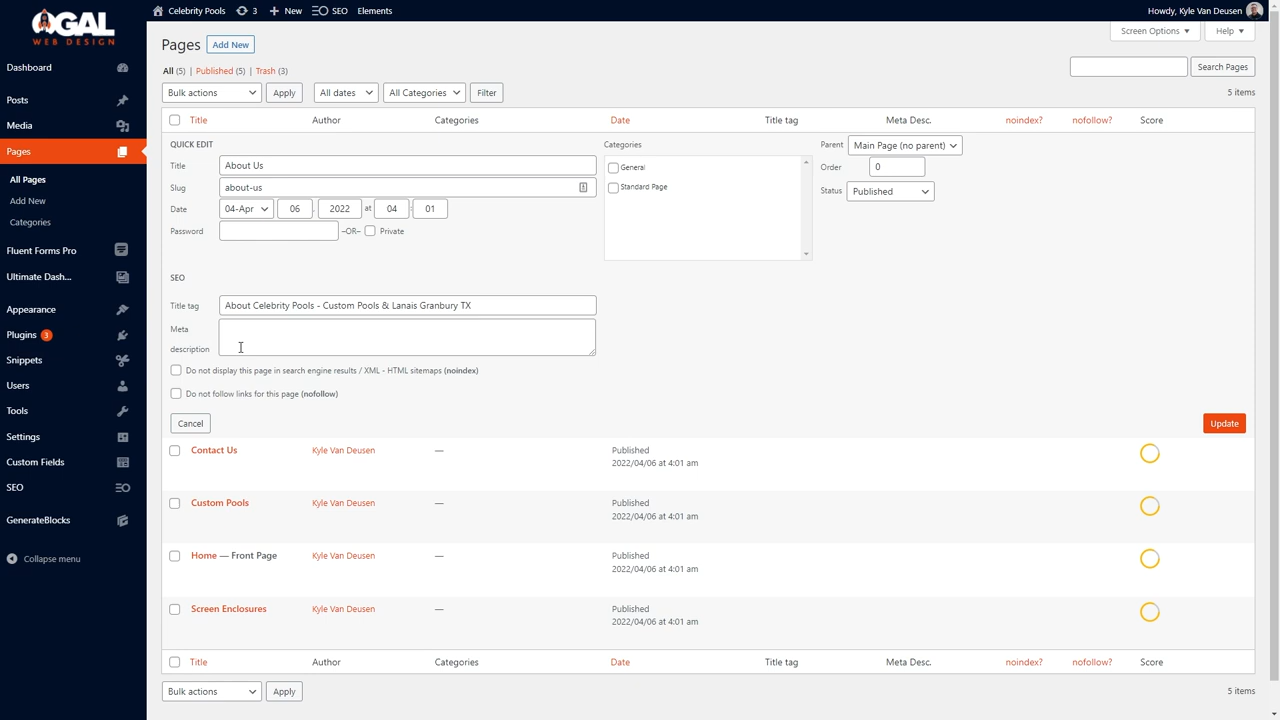 OGAL
WEB DESIGN
Celebrity Pools
3
New
SEO
Elements
Howdy, Kyle Van Deusen
Dashboard
Posts
Media
Pages
All Pages
Add New
Categories
Fluent Forms Pro
Ultimate Dash...
Appearance
Plugins 3
Snippets
Users
Tools
Settings
Custom Fields
SEO
GenerateBlocks
Collapse menu
Pages Add New
Screen Options
Help
All (5) | Published (5) | Trash (3)
Search Pages
Bulk actions Apply All dates All Categories Filter
5 items
Title Author Categories Date Title tag Meta Desc. noindex? nofollow? Score
QUICK EDIT
Title About Us
Slug about-us
Date 04-Apr 06 , 2022 at 04 : 01
Password –OR– Private
Categories
General
Standard Page
Parent Main Page (no parent)
Order 0
Status Published
SEO
Title tag About Celebrity Pools - Custom Pools & Lanais Granbury TX
Meta
description
Do not display this page in search engine results / XML - HTML sitemaps (noindex)
Do not follow links for this page (nofollow)
Cancel Update
Contact Us Kyle Van Deusen — Published
2022/04/06 at 4:01 am
Custom Pools Kyle Van Deusen — Published
2022/04/06 at 4:01 am
Home — Front Page Kyle Van Deusen — Published
2022/04/06 at 4:01 am
Screen Enclosures Kyle Van Deusen — Published
2022/04/06 at 4:01 am
Title Author Categories Date Title tag Meta Desc. noindex? nofollow? Score
Bulk actions Apply
5 items